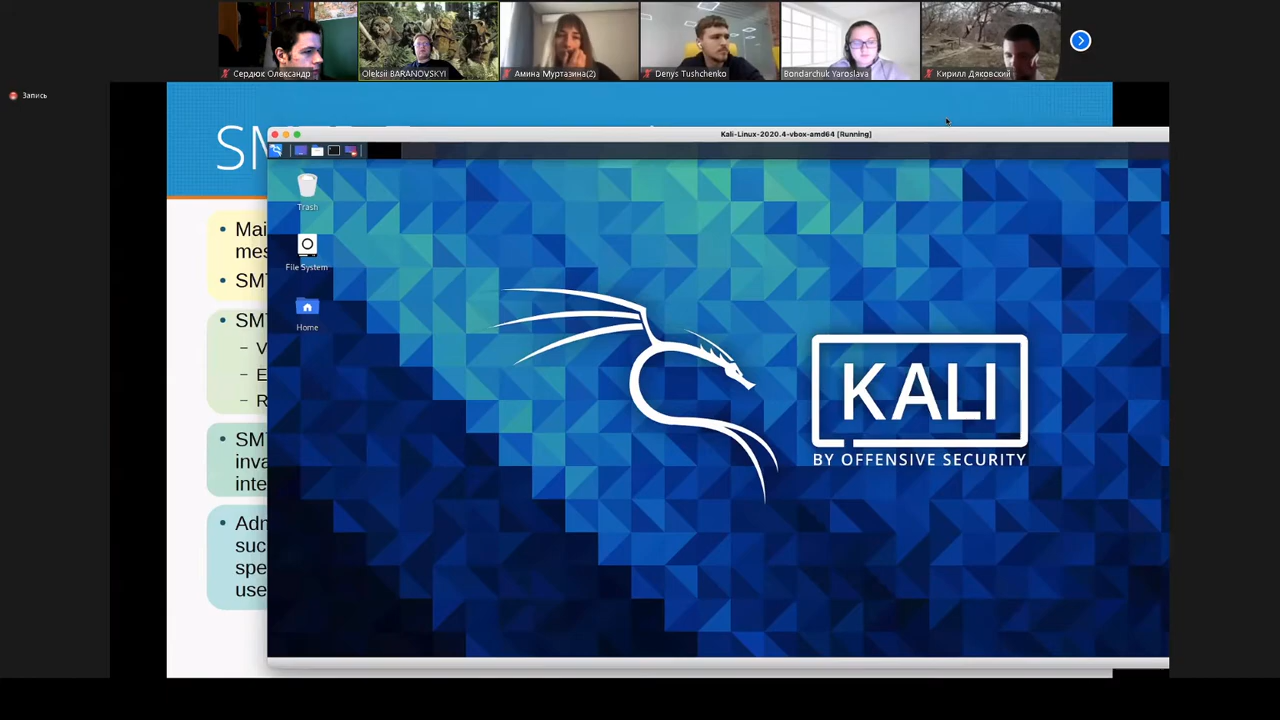 Сердюк Олександр
Oleksii BARANOVSKYI
Амина Муртазина(2)
Denys Tushchenko
Bondarchuk Yaroslava
Кирилл Дяковский
Запись
Kali-Linux-2020.4-vbox-amd64 [Running]
Trash
File System
Home
KALI
BY OFFENSIVE SECURITY